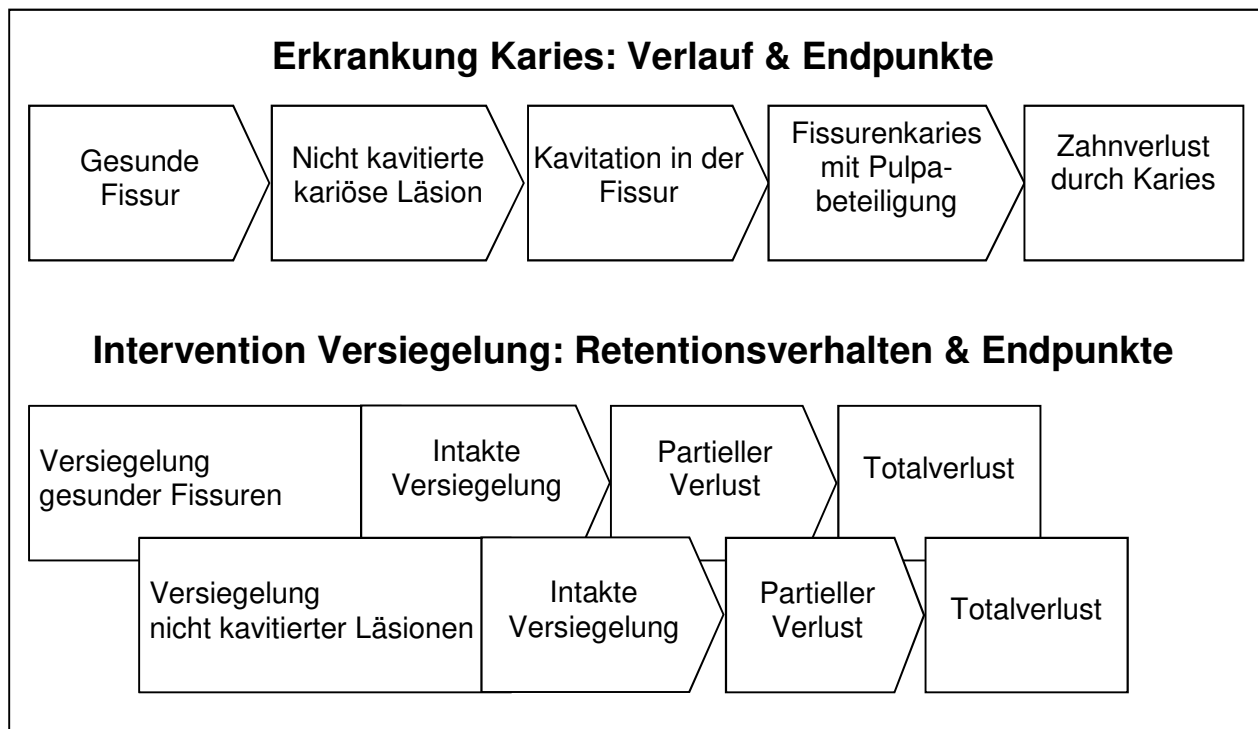 Erkrankung Karies: Verlauf & Endpunkte
Gesunde
Fissur
Nicht kavitierte
kariöse Läsion
Kavitation in der
Fissur
Fissurenkaries
mit Pulpa-
beteiligung
Zahnverlust
durch Karies
Intervention Versiegelung: Retentionsverhalten & Endpunkte
Versiegelung
gesunder Fissuren
Intakte
Versiegelung
Partieller
Verlust
Totalverlust
Versiegelung
nicht kavitierter Läsionen
Intakte
Versiegelung
Partieller
Verlust
Totalverlust